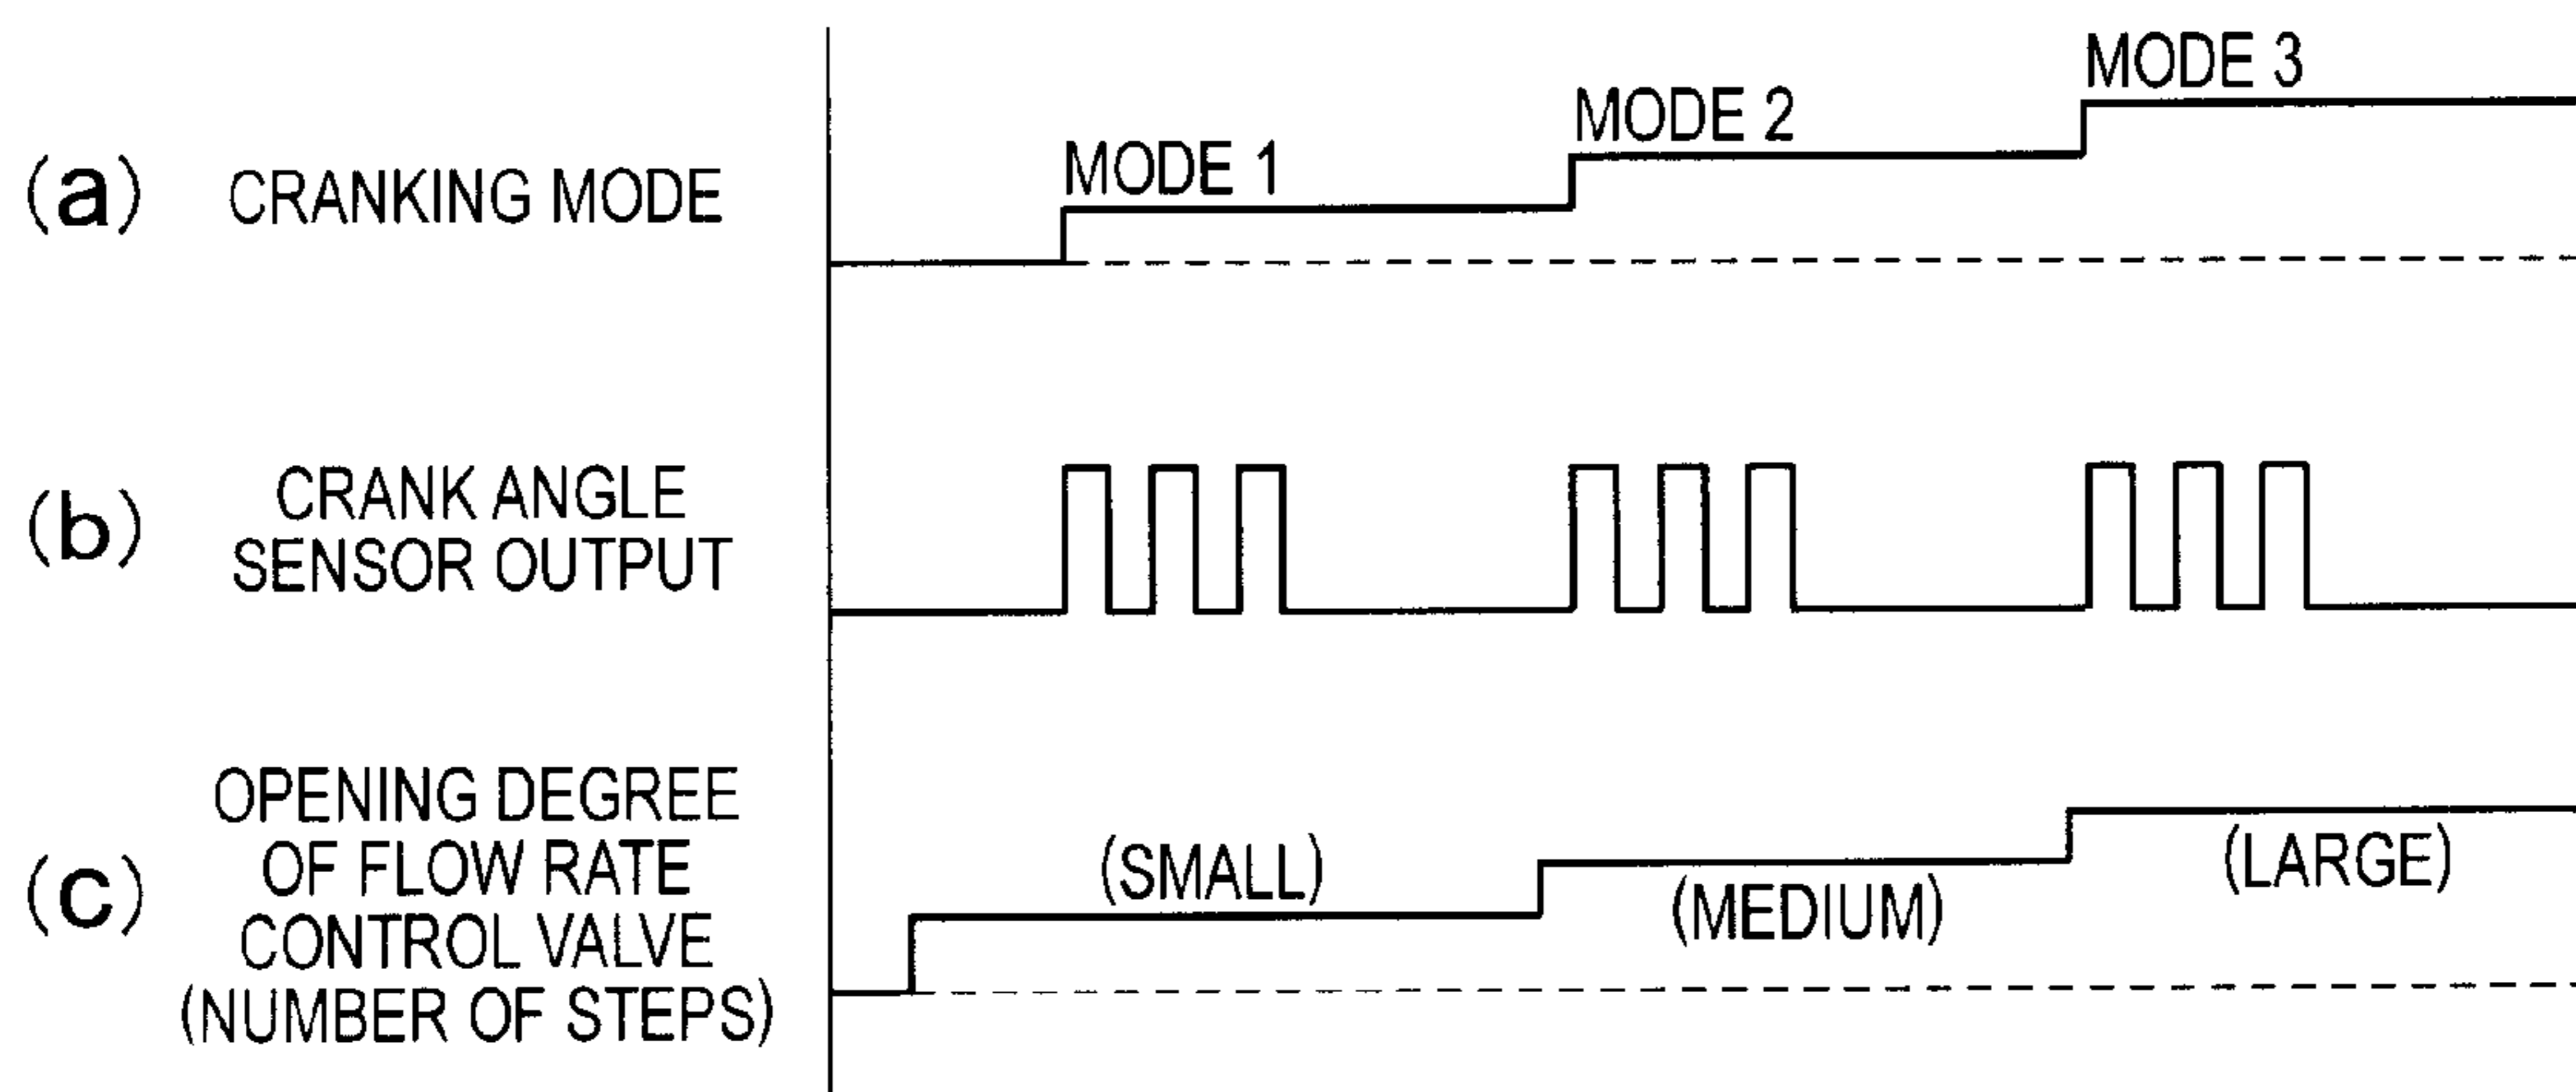 (a) CRANKING MODE
MODE 1
MODE 2
MODE 3
(b) CRANK ANGLE
SENSOR OUTPUT
(c) OPENING DEGREE
OF FLOW RATE
CONTROL VALVE
(NUMBER OF STEPS)
(SMALL)
(MEDIUM)
(LARGE)